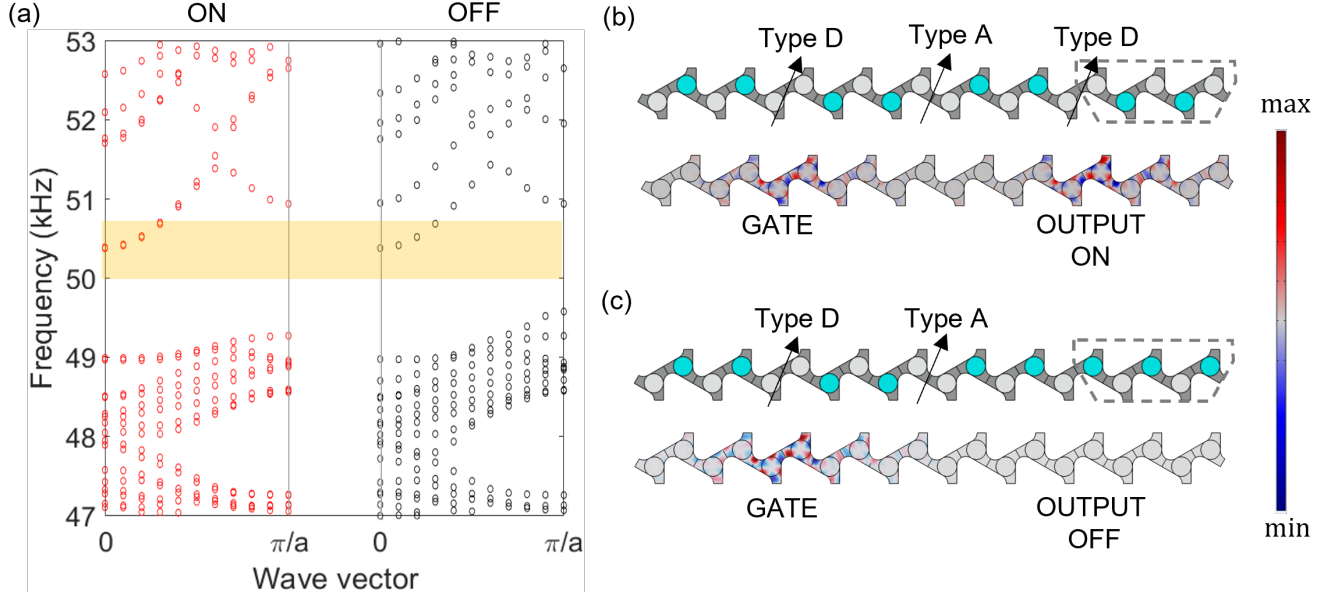 (a)
ON
OFF
53
52
51
50
49
48
47
Frequency (kHz)
0
π/a
0
π/a
Wave vector
(b)
Type D
Type A
Type D
GATE
OUTPUT
ON
(c)
Type D
Type A
GATE
OUTPUT
OFF
max
min